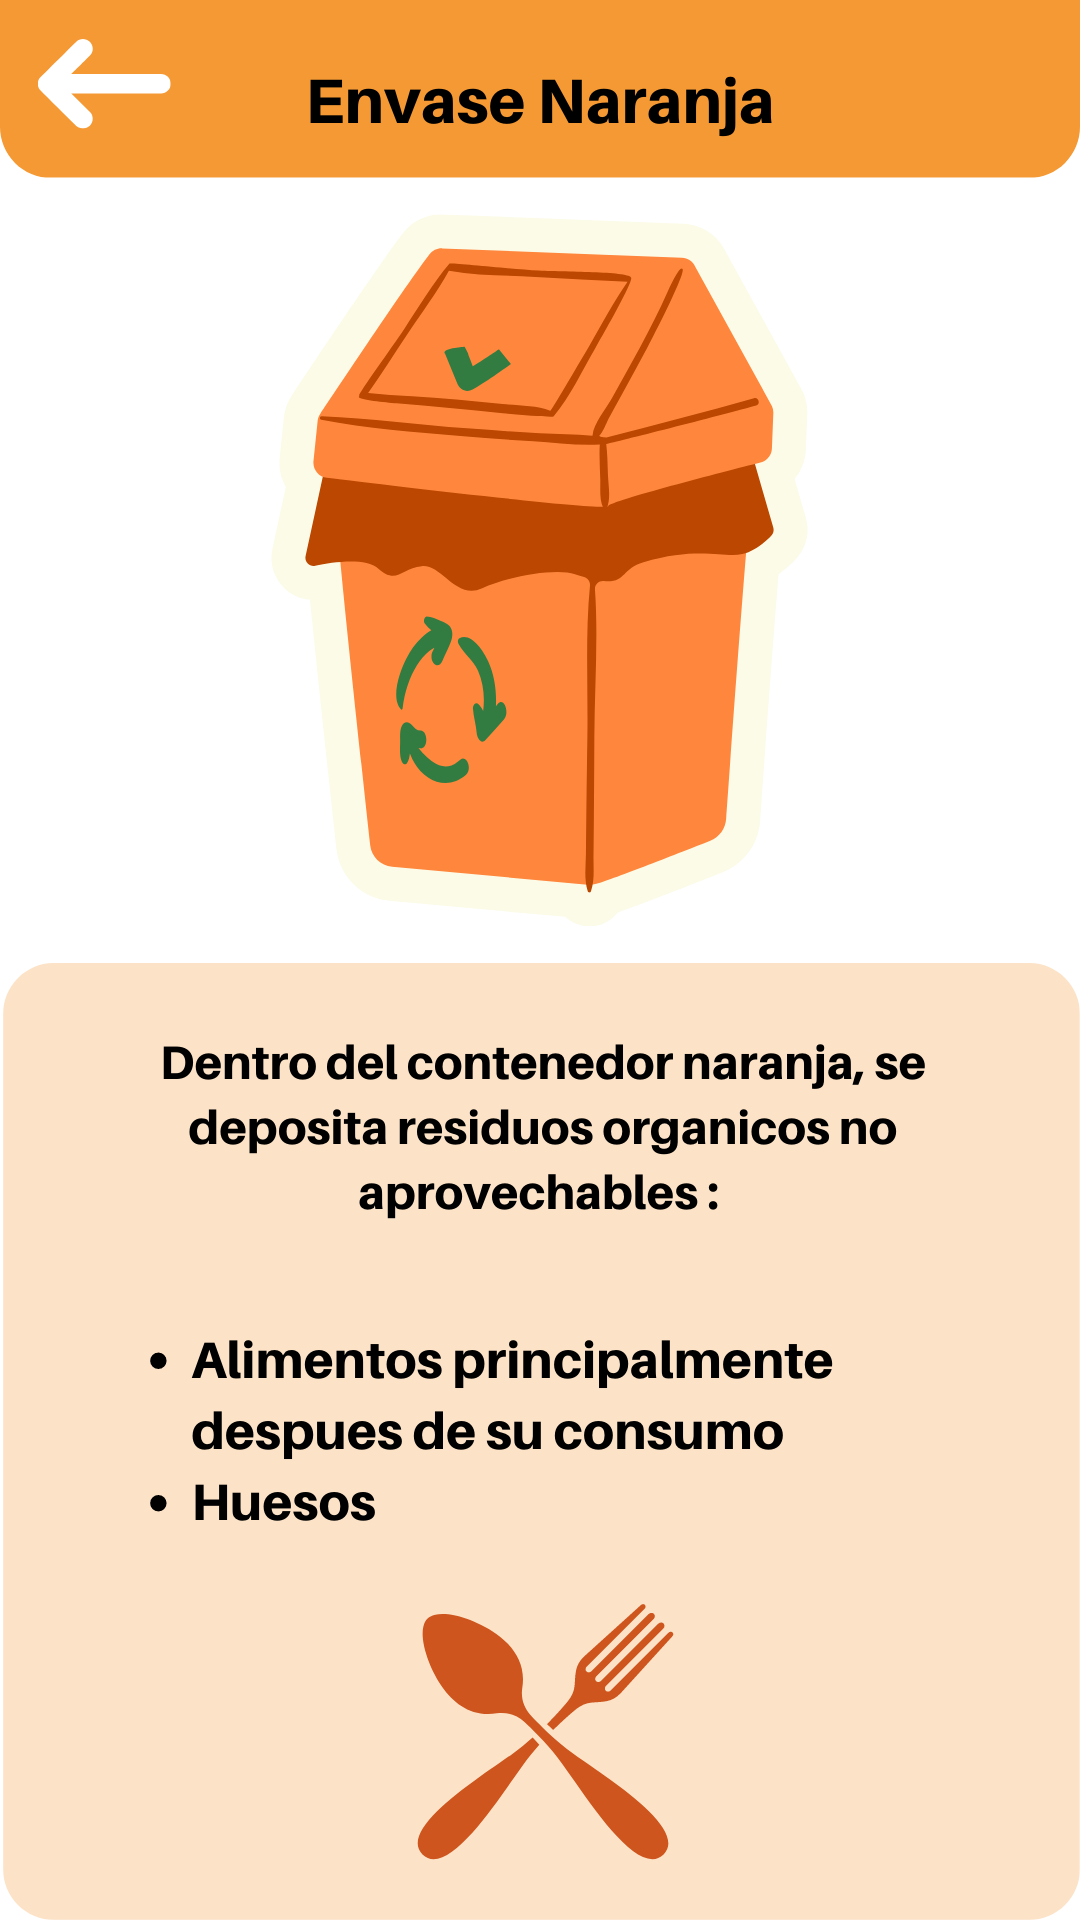 Envase Naranja
Dentro del contenedor naranja, se
deposita residuos organicos no
aprovechables :
• Alimentos principalmente
despues de su consumo
• Huesos